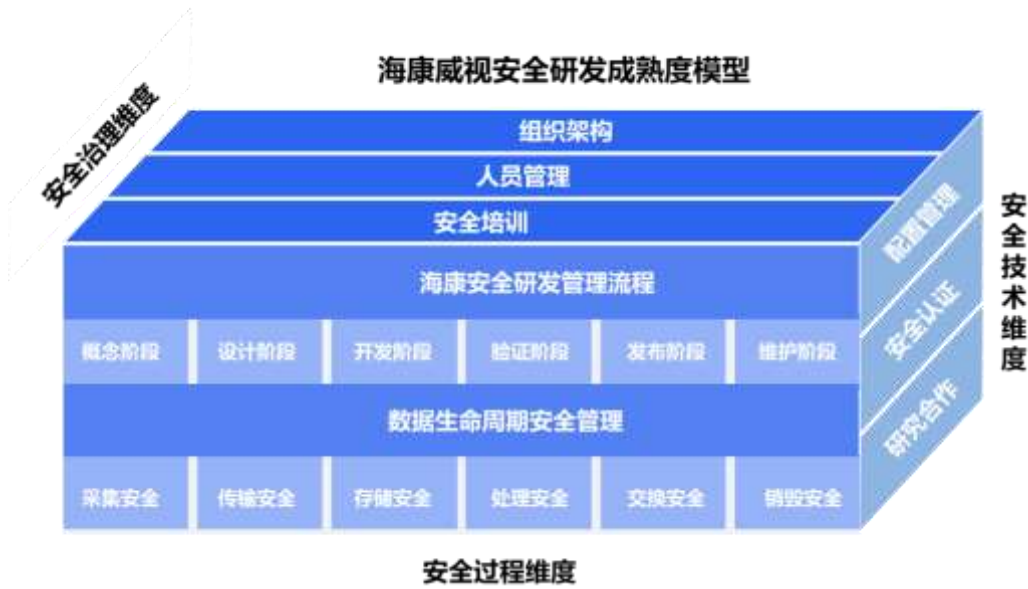 海康威视安全研发成熟度模型
安全治理维度
组织架构
人员管理
安全培训
海康安全研发管理流程
概念阶段 设计阶段 开发阶段 验证阶段 发布阶段 维护阶段
数据生命周期安全管理
采集安全 传输安全 存储安全 处理安全 交换安全 销毁安全
配置管理
安全认证
研究合作
安全技术维度
安全过程维度